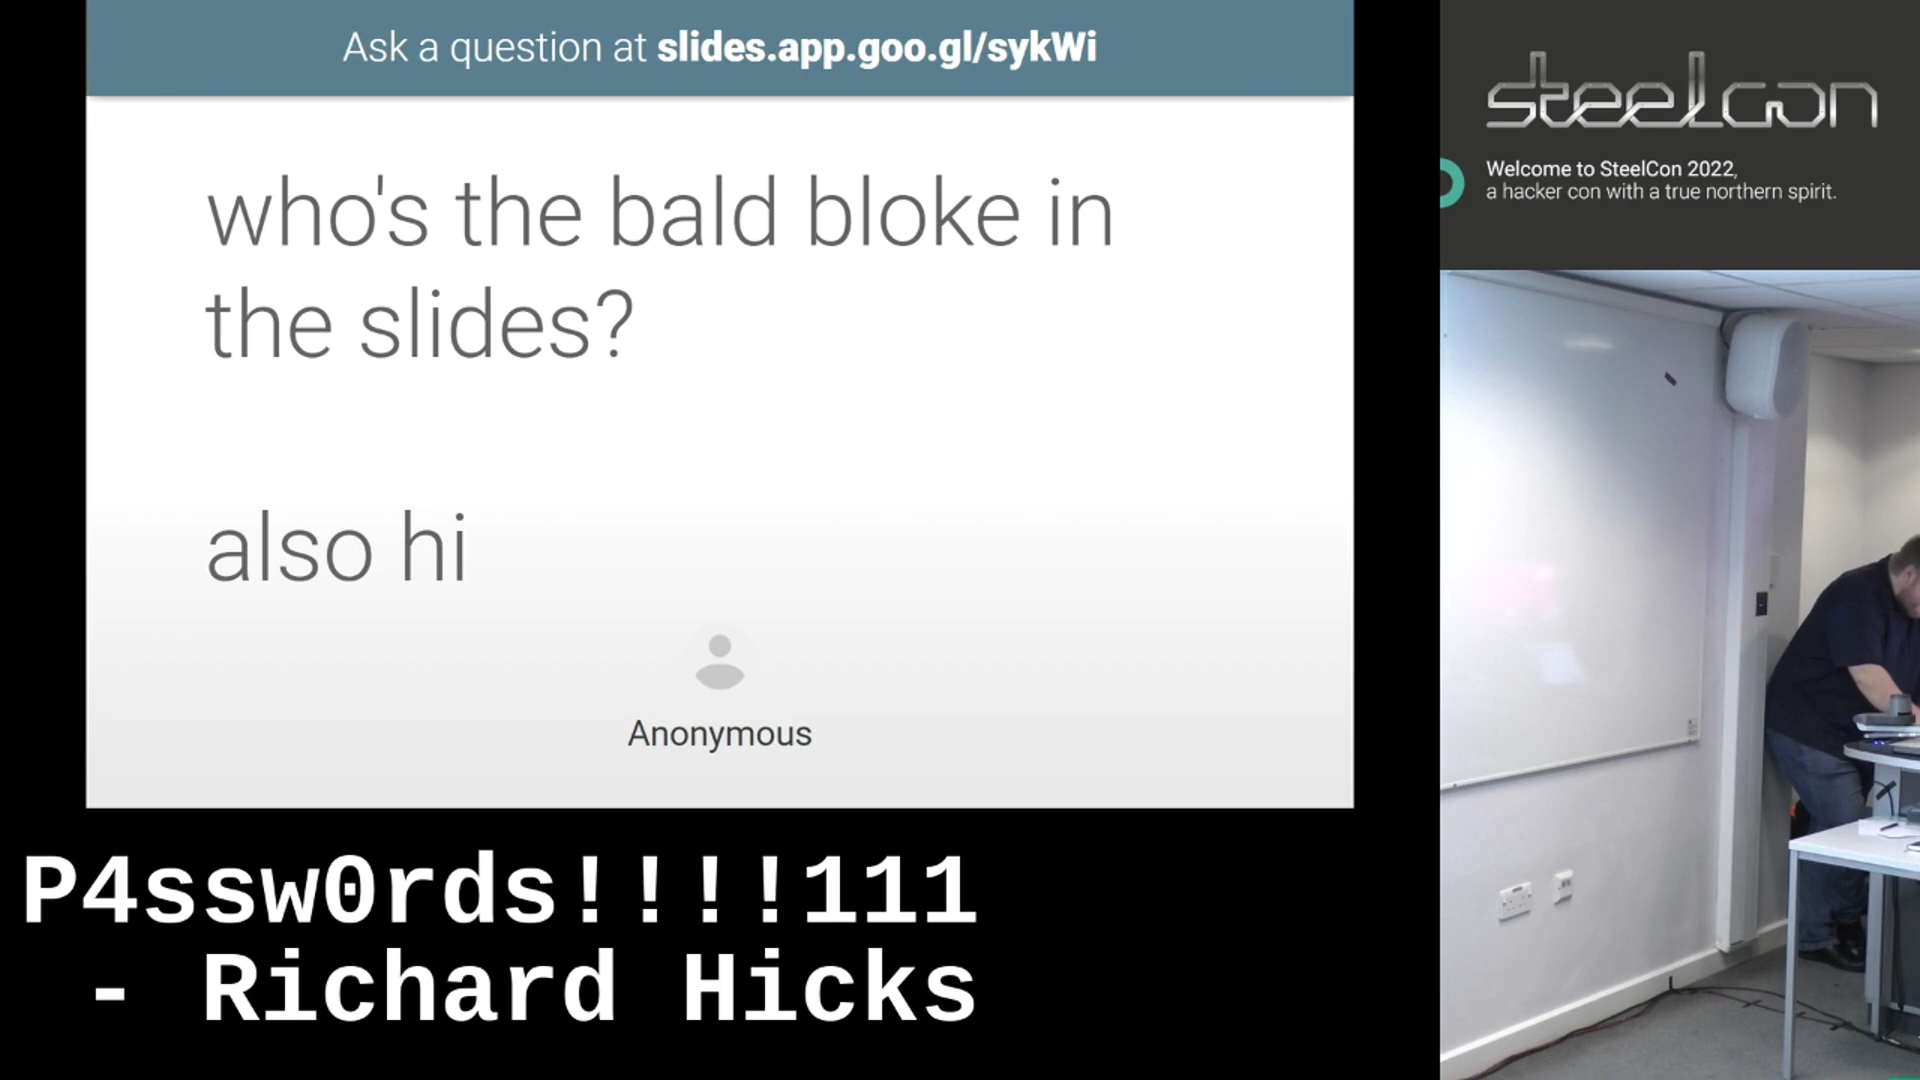 Ask a question at slides.app.goo.gl/sykWi
who's the bald bloke in
the slides?
also hi
Anonymous
P4ssw0rds!!!!111
- Richard Hicks
steelcon
Welcome to SteelCon 2022,
a hacker con with a true northern spirit.